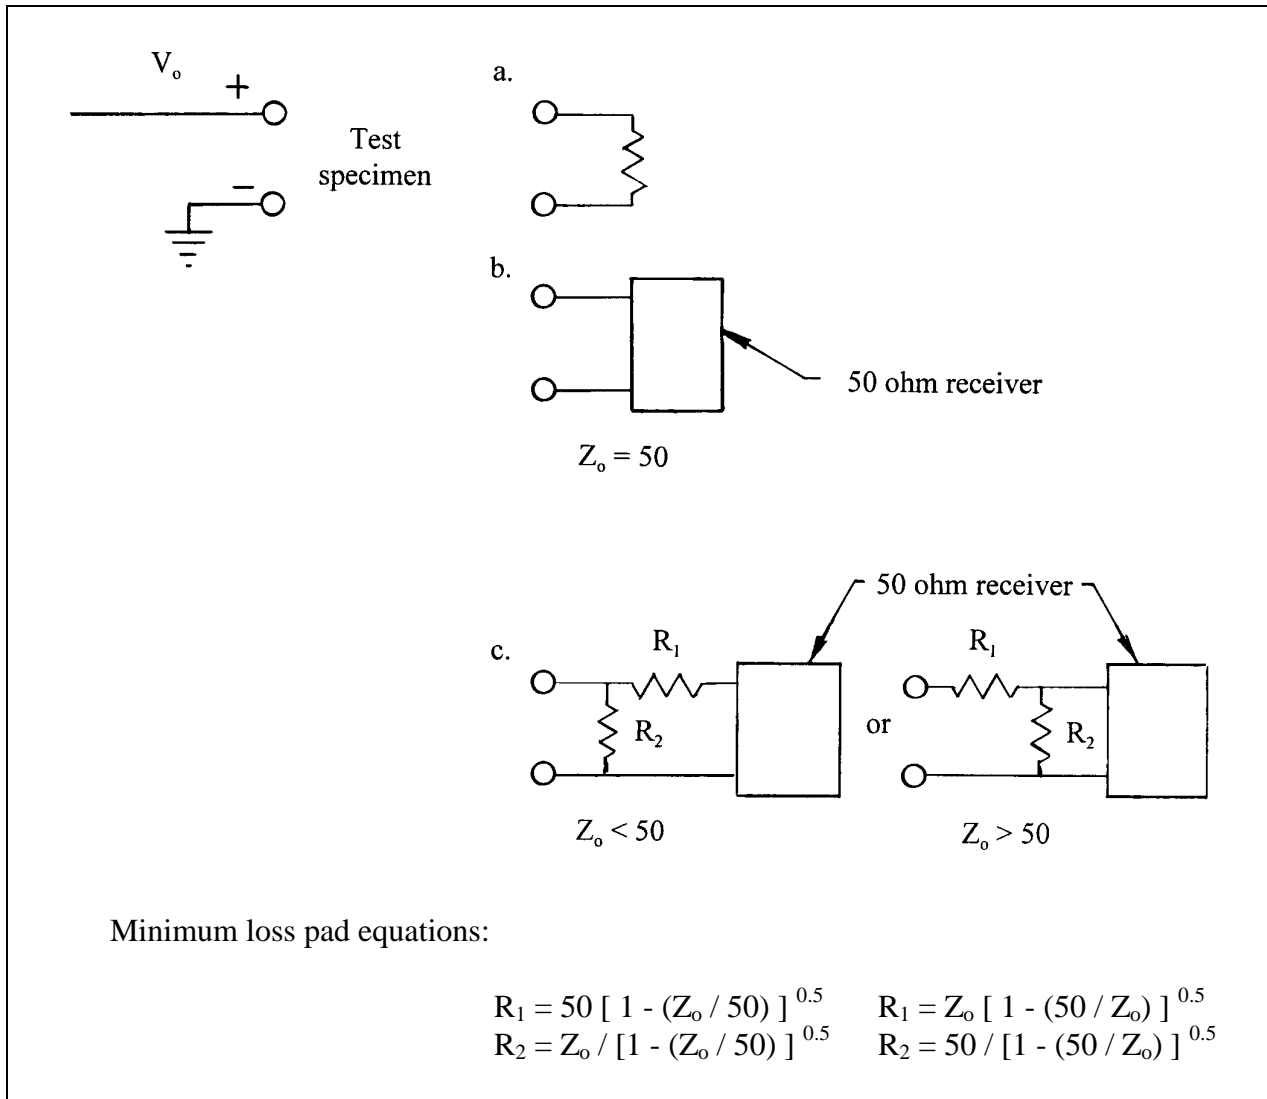 Vₒ
+
−
Test
specimen
a.
b.
50 ohm receiver
Zₒ = 50
50 ohm receiver
c.
R₁
R₂
or
R₁
R₂
Zₒ < 50
Zₒ > 50
Minimum loss pad equations:
R₁ = 50 [ 1 - (Zₒ / 50) ] ^0.5
R₁ = Zₒ [ 1 - (50 / Zₒ) ] ^0.5
R₂ = Zₒ / [1 - (Zₒ / 50) ] ^0.5
R₂ = 50 / [1 - (50 / Zₒ) ] ^0.5